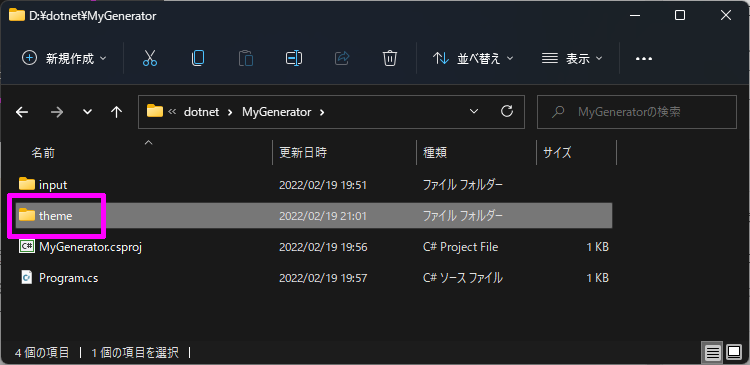 D:¥dotnet¥MyGenerator
新規作成 並べ替え 表示
« dotnet › MyGenerator › MyGeneratorの検索
名前 更新日時 種類 サイズ
input 2022/02/19 19:51 ファイル フォルダー
theme 2022/02/19 21:01 ファイル フォルダー
MyGenerator.csproj 2022/02/19 19:56 C# Project File 1 KB
Program.cs 2022/02/19 19:57 C# ソース ファイル 1 KB
4 個の項目 1 個の項目を選択